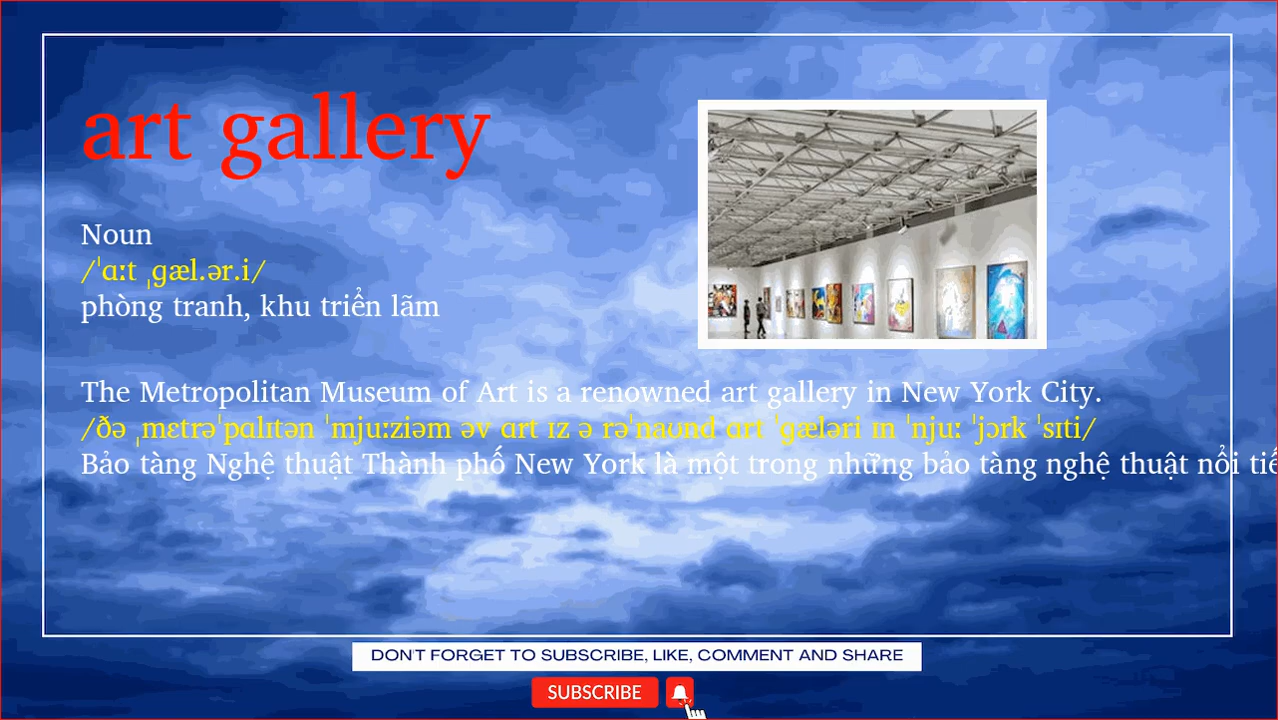 art gallery
Noun
/ˈɑːt ˌɡæl.ər.i/
phòng tranh, khu triển lãm
The Metropolitan Museum of Art is a renowned art gallery in New York City.
/ðə ˌmɛtrəˈpɑlɪtən ˈmjuːziəm əv ɑrt ɪz ə rəˈnaʊnd ɑrt ˈɡæləri ɪn ˈnjuː ˈjɔrk ˈsɪti/
Bảo tàng Nghệ thuật Thành phố New York là một trong những bảo tàng nghệ thuật nổi
DON'T FORGET TO SUBSCRIBE, LIKE, COMMENT AND SHARE
SUBSCRIBE